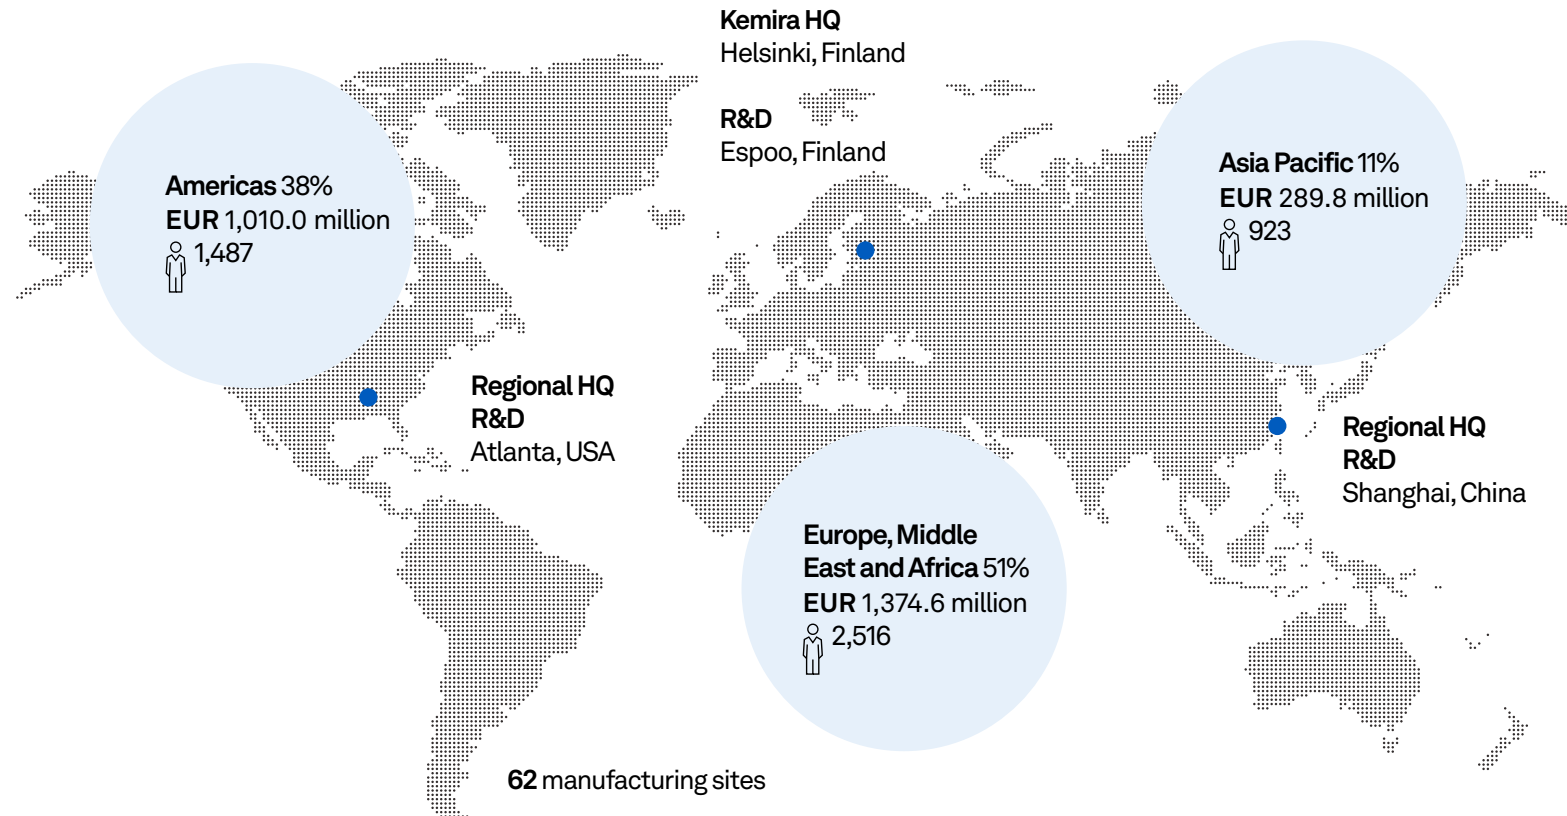 Kemira HQ
Helsinki, Finland
R&D
Espoo, Finland
Americas 38%
EUR 1,010.0 million
1,487
Asia Pacific 11%
EUR 289.8 million
923
Regional HQ
R&D
Atlanta, USA
Regional HQ
R&D
Shanghai, China
Europe, Middle
East and Africa 51%
EUR 1,374.6 million
2,516
62 manufacturing sites